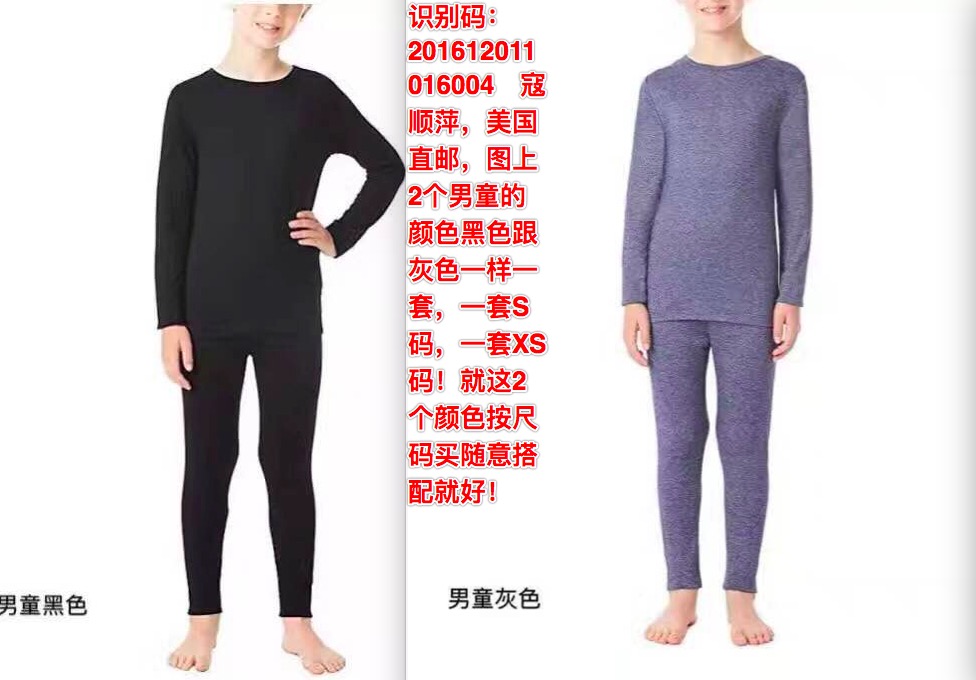 识别码：
201612011
016004 寇
顺萍，美国
直邮，图上
2个男童的
颜色黑色跟
灰色一样一
套，一套S
码，一套XS
码！就这2
个颜色按尺
码买随意搭
配就好！
男童黑色
男童灰色